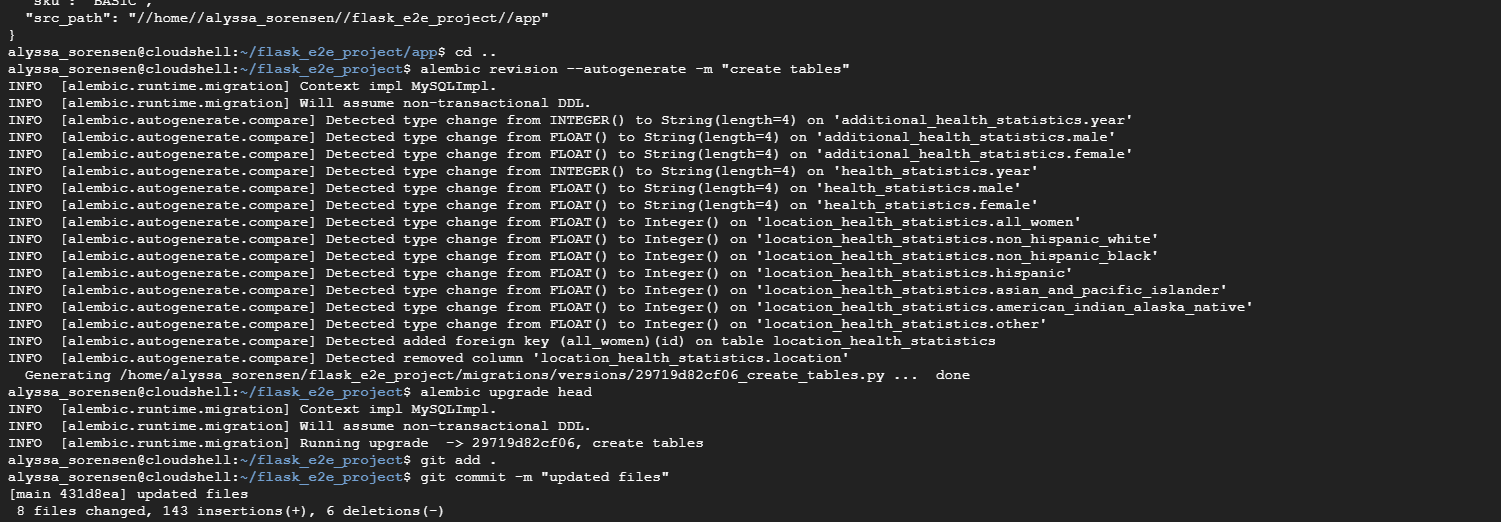 "sku": "BASIC",
"src_path": "//home//alyssa_sorensen//flask_e2e_project//app"
}
alyssa_sorensen@cloudshell:~/flask_e2e_project/app$ cd ..
alyssa_sorensen@cloudshell:~/flask_e2e_project$ alembic revision --autogenerate -m "create tables"
INFO  [alembic.runtime.migration] Context impl MySQLImpl.
INFO  [alembic.runtime.migration] Will assume non-transactional DDL.
INFO  [alembic.autogenerate.compare] Detected type change from INTEGER() to String(length=4) on 'additional_health_statistics.year'
INFO  [alembic.autogenerate.compare] Detected type change from FLOAT() to String(length=4) on 'additional_health_statistics.male'
INFO  [alembic.autogenerate.compare] Detected type change from FLOAT() to String(length=4) on 'additional_health_statistics.female'
INFO  [alembic.autogenerate.compare] Detected type change from INTEGER() to String(length=4) on 'health_statistics.year'
INFO  [alembic.autogenerate.compare] Detected type change from FLOAT() to String(length=4) on 'health_statistics.male'
INFO  [alembic.autogenerate.compare] Detected type change from FLOAT() to String(length=4) on 'health_statistics.female'
INFO  [alembic.autogenerate.compare] Detected type change from FLOAT() to Integer() on 'location_health_statistics.all_women'
INFO  [alembic.autogenerate.compare] Detected type change from FLOAT() to Integer() on 'location_health_statistics.non_hispanic_white'
INFO  [alembic.autogenerate.compare] Detected type change from FLOAT() to Integer() on 'location_health_statistics.non_hispanic_black'
INFO  [alembic.autogenerate.compare] Detected type change from FLOAT() to Integer() on 'location_health_statistics.hispanic'
INFO  [alembic.autogenerate.compare] Detected type change from FLOAT() to Integer() on 'location_health_statistics.asian_and_pacific_islander'
INFO  [alembic.autogenerate.compare] Detected type change from FLOAT() to Integer() on 'location_health_statistics.american_indian_alaska_native'
INFO  [alembic.autogenerate.compare] Detected type change from FLOAT() to Integer() on 'location_health_statistics.other'
INFO  [alembic.autogenerate.compare] Detected added foreign key (all_women)(id) on table location_health_statistics
INFO  [alembic.autogenerate.compare] Detected removed column 'location_health_statistics.location'
Generating /home/alyssa_sorensen/flask_e2e_project/migrations/versions/29719d82cf06_create_tables.py ...  done
alyssa_sorensen@cloudshell:~/flask_e2e_project$ alembic upgrade head
INFO  [alembic.runtime.migration] Context impl MySQLImpl.
INFO  [alembic.runtime.migration] Will assume non-transactional DDL.
INFO  [alembic.runtime.migration] Running upgrade  -> 29719d82cf06, create tables
alyssa_sorensen@cloudshell:~/flask_e2e_project$ git add .
alyssa_sorensen@cloudshell:~/flask_e2e_project$ git commit -m "updated files"
[main 431d8ea] updated files
8 files changed, 143 insertions(+), 6 deletions(-)